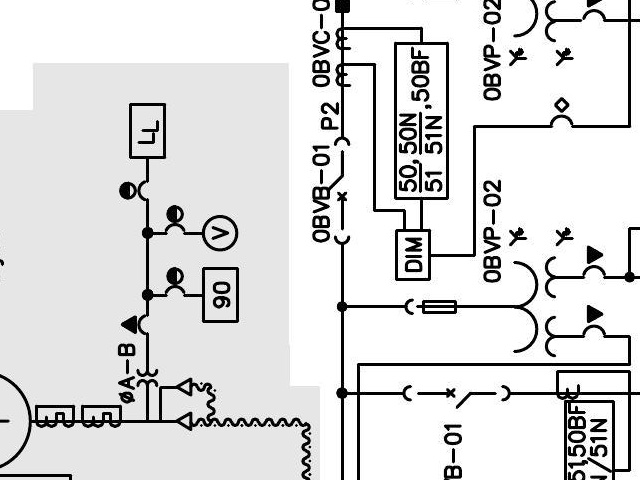 0BVC-0
0BVP-02
50,50N,50BF
51 51N
P2
0BVB-01
LL
V
90
DIM
0BVP-02
øA-B
B-01
51,50BF
51N